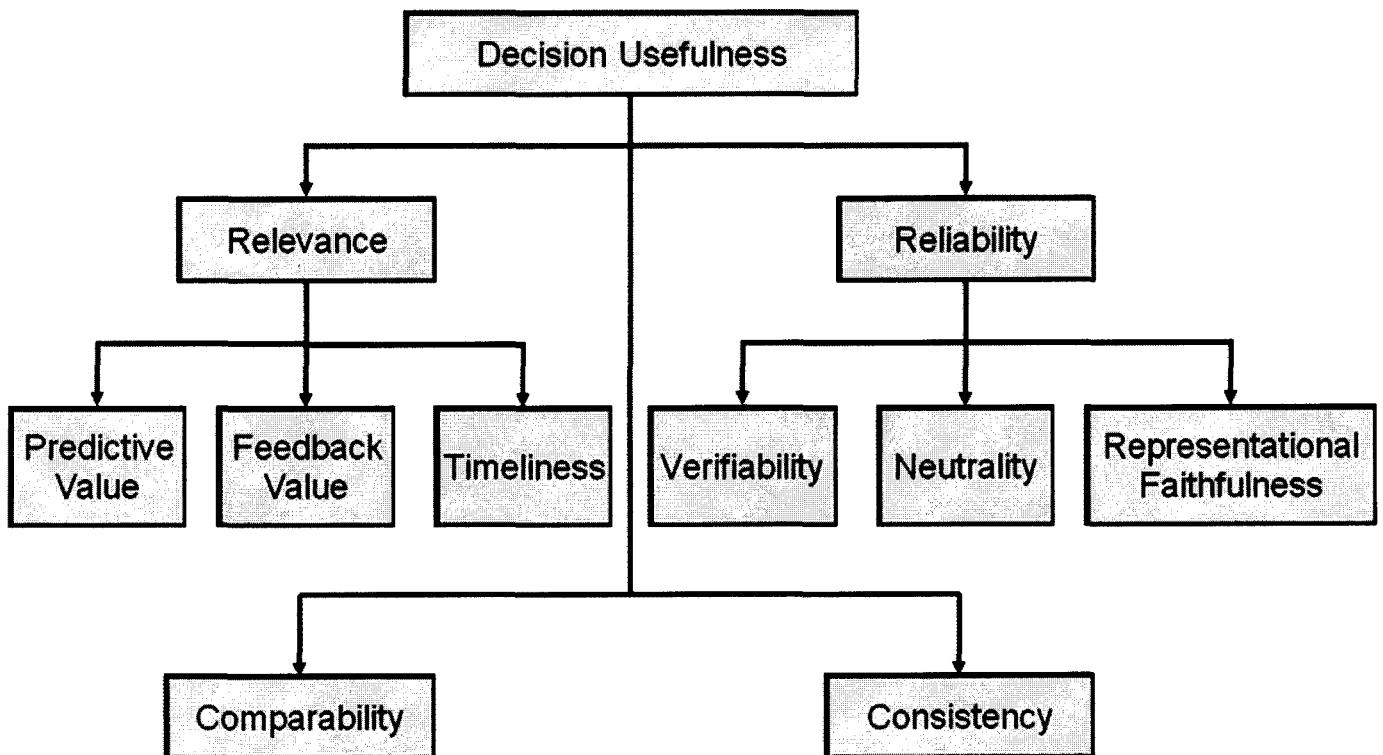 Decision Usefulness
Relevance
Reliability
Predictive
Value
Feedback
Value
Timeliness
Verifiability
Neutrality
Representational
Faithfulness
Comparability
Consistency